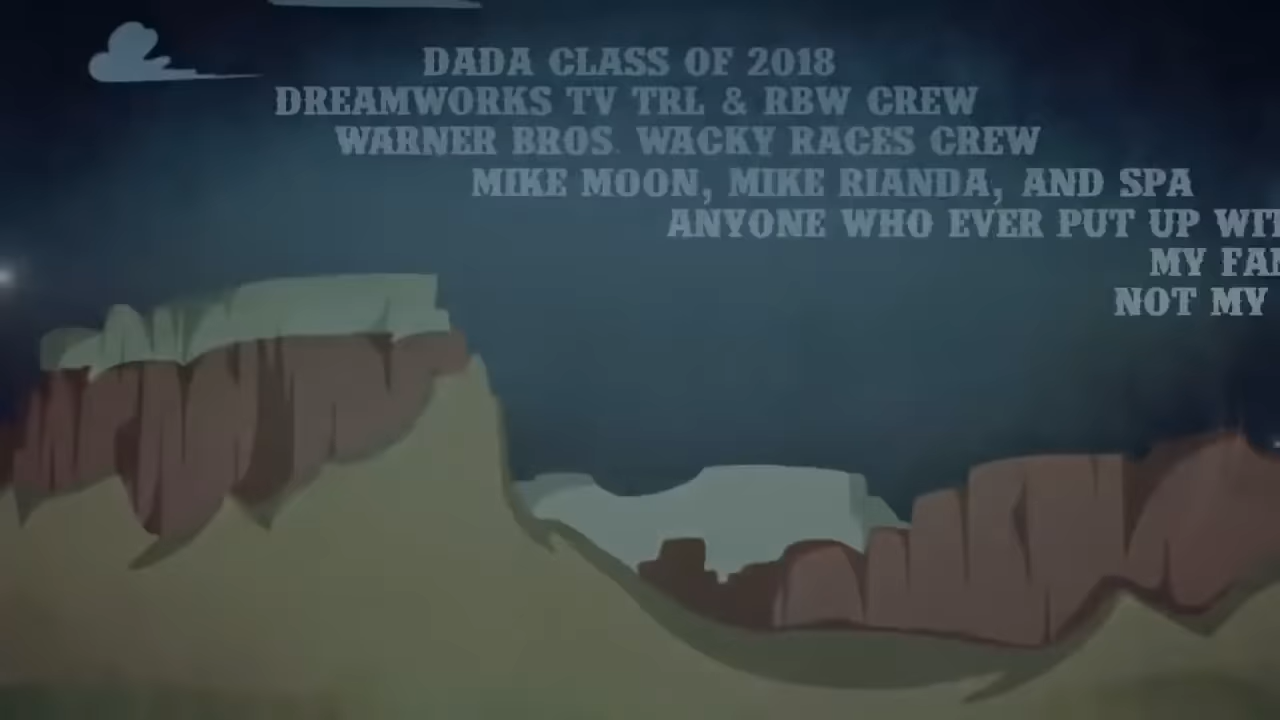 DADA CLASS OF 2018
DREAMWORKS TV TRL & RBW CREW
WARNER BROS. WACKY RACES CREW
MIKE MOON, MIKE RIANDA, AND SPA
ANYONE WHO EVER PUT UP
MY
NOT MY